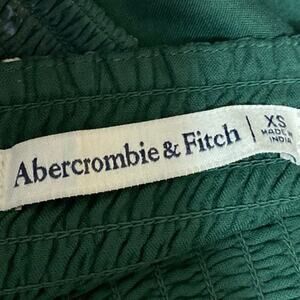 Abercrombie & Fitch
XS
MADE IN
INDIA